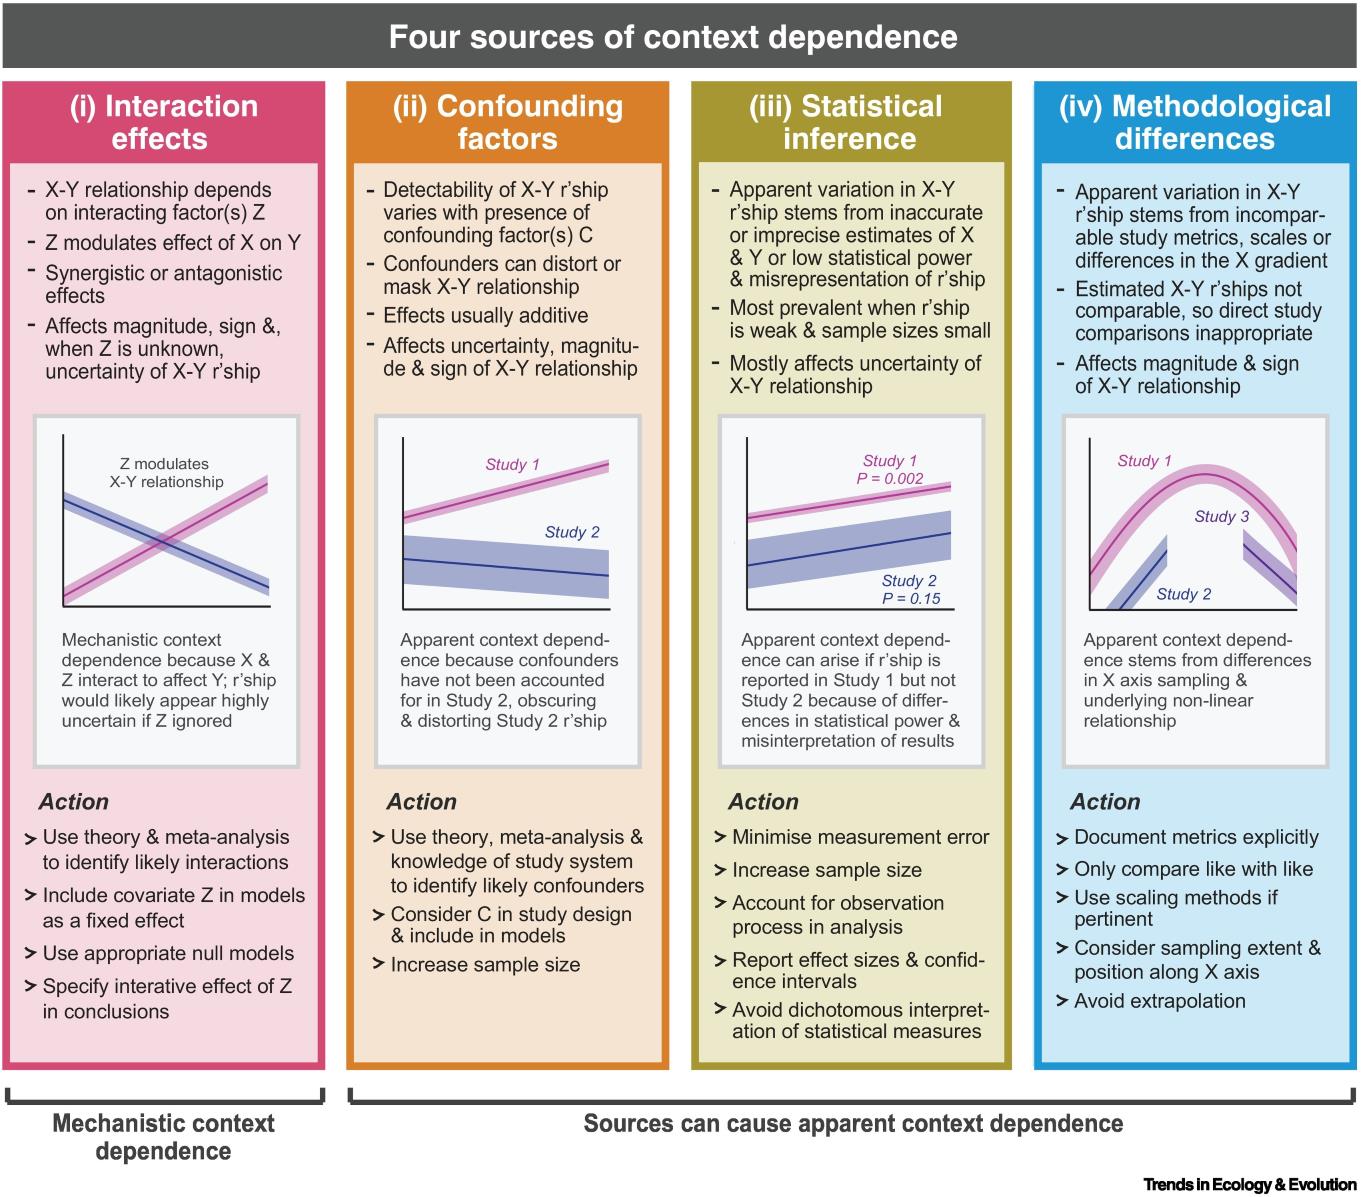 Four sources of context dependence
(i) Interaction
effects
- X-Y relationship depends
on interacting factor(s) Z
- Z modulates effect of X on Y
- Synergistic or antagonistic
effects
- Affects magnitude, sign &,
when Z is unknown,
uncertainty of X-Y r'ship
Z modulates
X-Y relationship
Mechanistic context
dependence because X &
Z interact to affect Y; r'ship
would likely appear highly
uncertain if Z ignored
Action
> Use theory & meta-analysis
to identify likely interactions
> Include covariate Z in models
as a fixed effect
> Use appropriate null models
> Specify interative effect of Z
in conclusions
(ii) Confounding
factors
- Detectability of X-Y r'ship
varies with presence of
confounding factor(s) C
- Confounders can distort or
mask X-Y relationship
- Effects usually additive
- Affects uncertainty, magnitu-
de & sign of X-Y relationship
Study 1
Study 2
Apparent context depend-
ence because confounders
have not been accounted
for in Study 2, obscuring
& distorting Study 2 r'ship
Action
> Use theory, meta-analysis &
knowledge of study system
to identify likely confounders
> Consider C in study design
& include in models
> Increase sample size
(iii) Statistical
inference
- Apparent variation in X-Y
r'ship stems from inaccurate
or imprecise estimates of X
& Y or low statistical power
& misrepresentation of r'ship
- Most prevalent when r'ship
is weak & sample sizes small
- Mostly affects uncertainty of
X-Y relationship
Study 1
P = 0.002
Study 2
P = 0.15
Apparent context depend-
ence can arise if r'ship is
reported in Study 1 but not
Study 2 because of differ-
ences in statistical power &
misinterpretation of results
Action
> Minimise measurement error
> Increase sample size
> Account for observation
process in analysis
> Report effect sizes & confid-
ence intervals
> Avoid dichotomous interpret-
ation of statistical measures
(iv) Methodological
differences
- Apparent variation in X-Y
r'ship stems from incompar-
able study metrics, scales or
differences in the X gradient
- Estimated X-Y r'ships not
comparable, so direct study
comparisons inappropriate
- Affects magnitude & sign
of X-Y relationship
Study 1
Study 3
Study 2
Apparent context depend-
ence stems from differences
in X axis sampling &
underlying non-linear
relationship
Action
> Document metrics explicitly
> Only compare like with like
> Use scaling methods if
pertinent
> Consider sampling extent &
position along X axis
> Avoid extrapolation
Mechanistic context
dependence
Sources can cause apparent context dependence
Trends in Ecology & Evolution